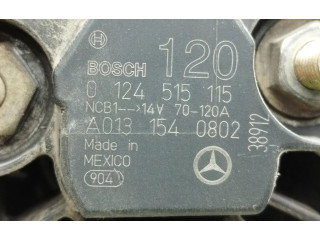 BOSCH 120
0 124 515 115
NCB1--->14V 70-120A
A013 154 0802
Made in
MEXICO
904
38912